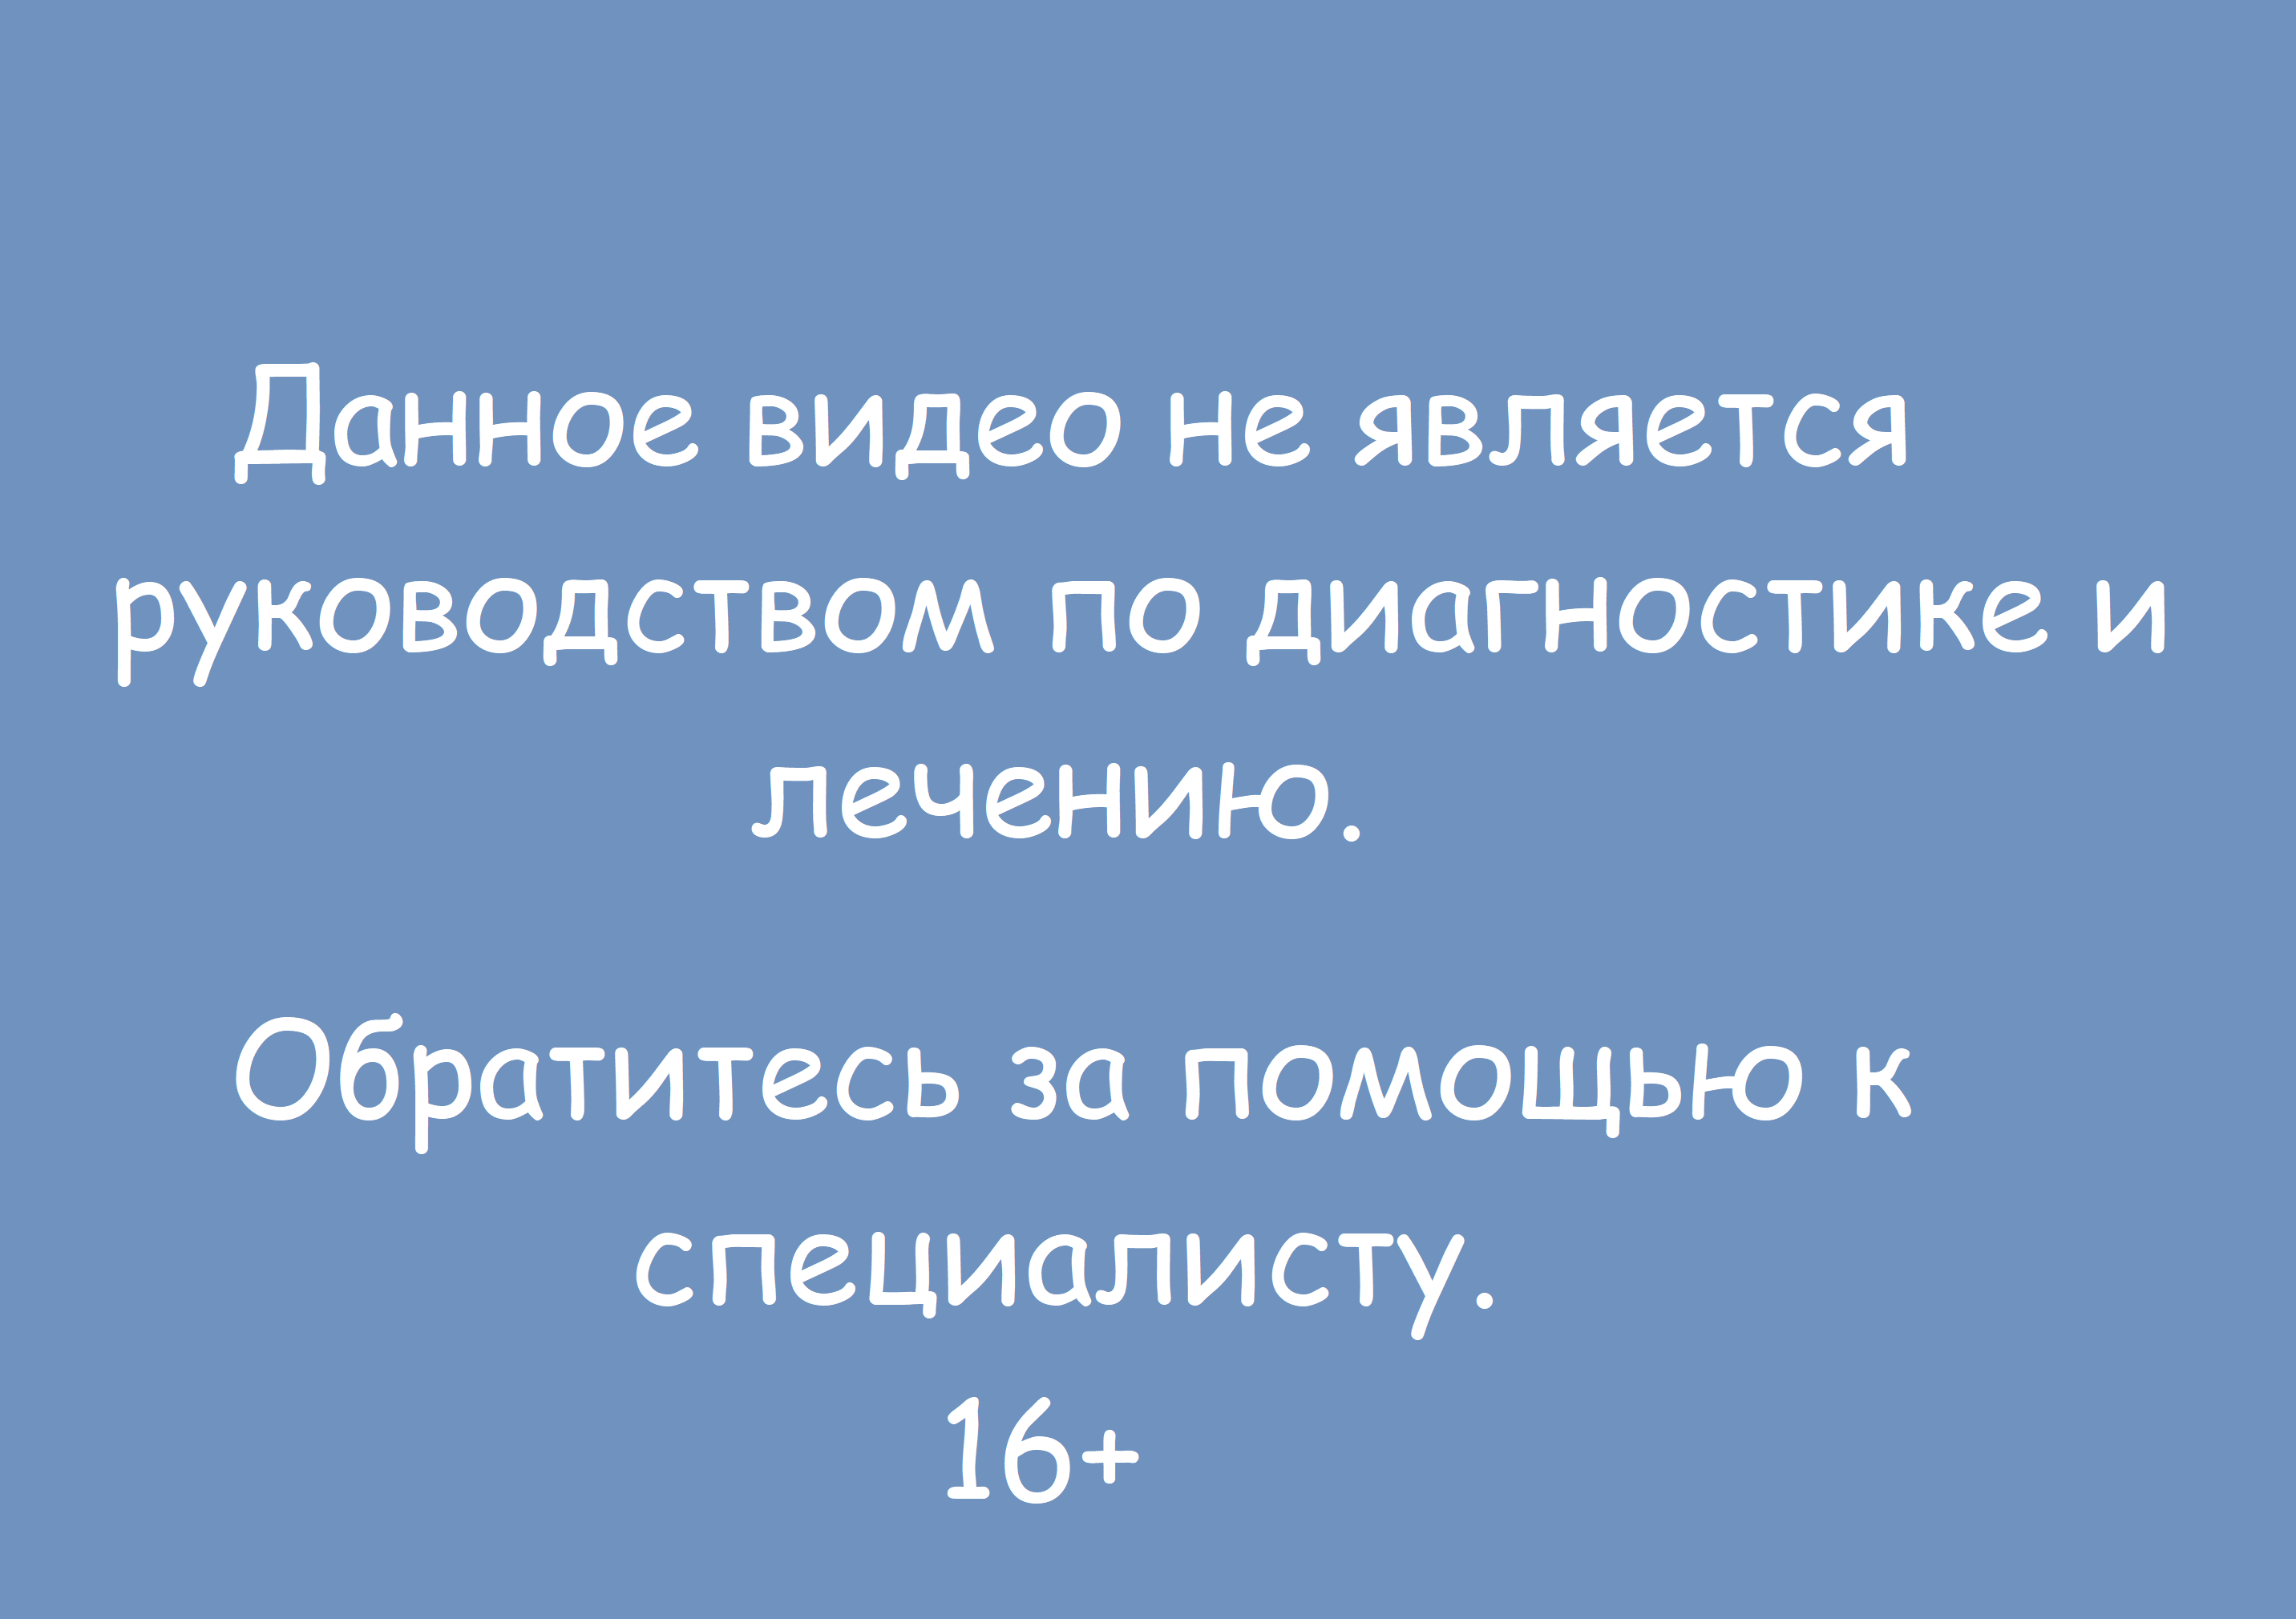 Данное видео не является
руководством по диагностике и
лечению.
Обратитесь за помощью к
специалисту.
16+